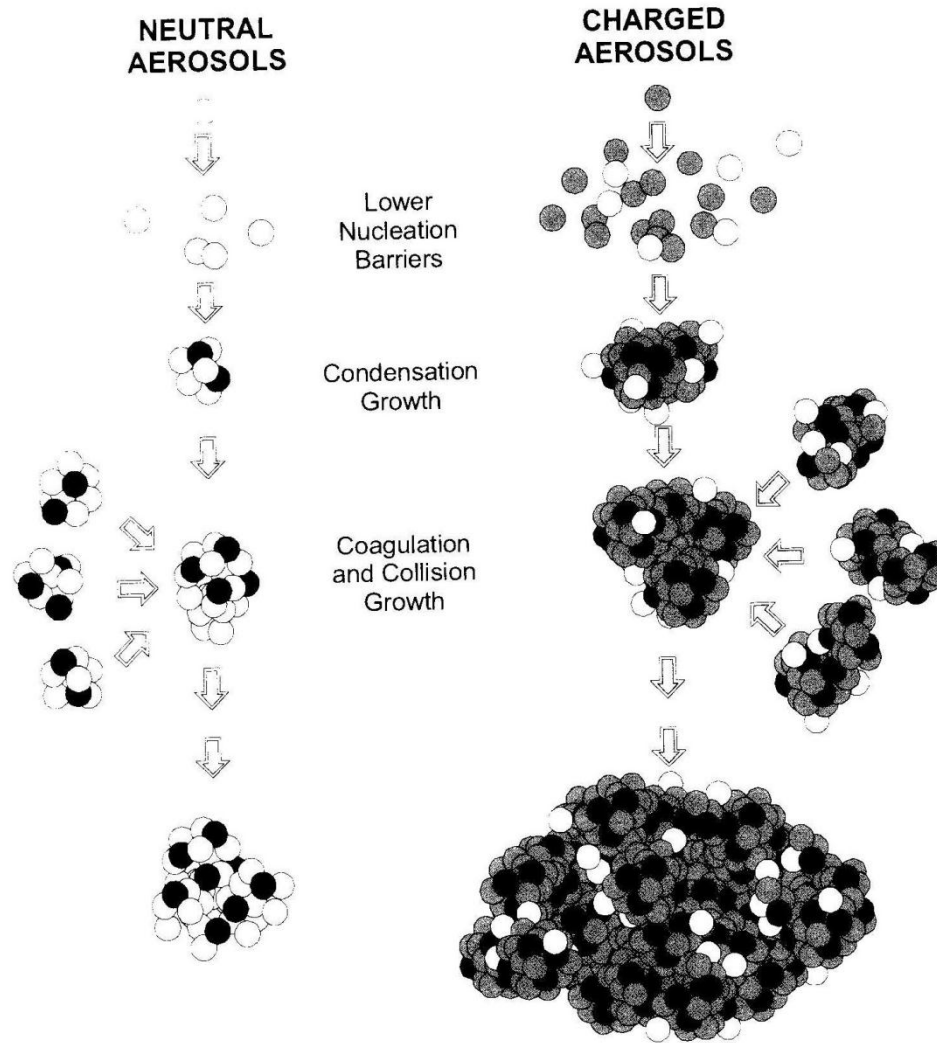 NEUTRAL
AEROSOLS
CHARGED
AEROSOLS
Lower
Nucleation
Barriers
Condensation
Growth
Coagulation
and Collision
Growth